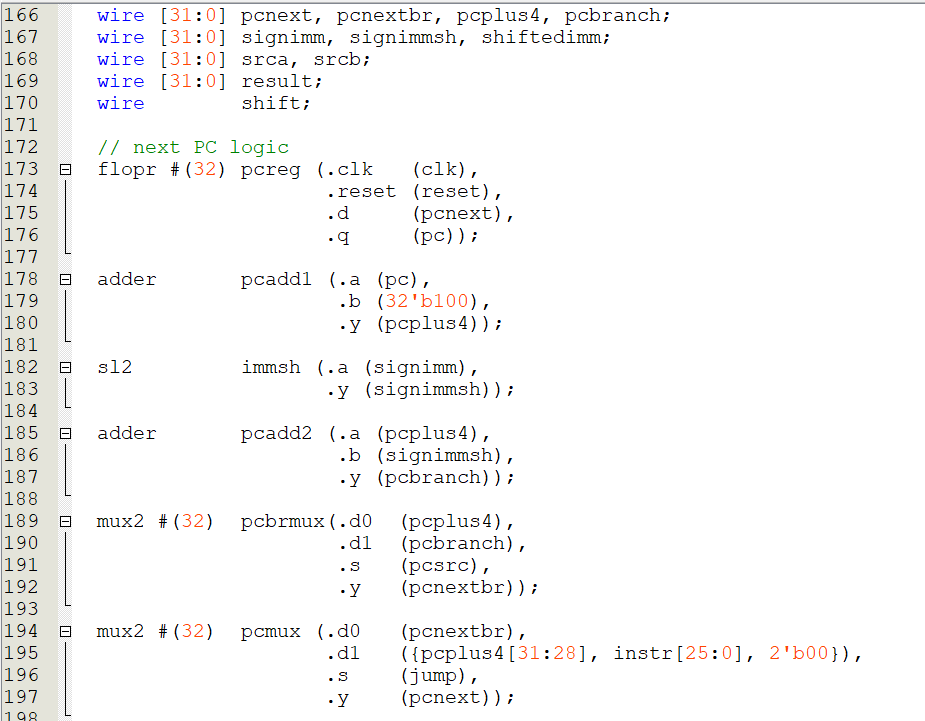 166 wire [31:0] pcnext, pcnextbr, pcplus4, pcbranch;
167 wire [31:0] signimm, signimmsh, shiftedimm;
168 wire [31:0] srca, srcb;
169 wire [31:0] result;
170 wire        shift;
171
172 // next PC logic
173 flopr #(32) pcreg (.clk   (clk),
174                    .reset (reset),
175                    .d     (pcnext),
176                    .q     (pc));
177
178 adder       pcadd1 (.a (pc),
179                     .b (32'b100),
180                     .y (pcplus4));
181
182 sl2         immsh (.a (signimm),
183                    .y (signimmsh));
184
185 adder       pcadd2 (.a (pcplus4),
186                     .b (signimmsh),
187                     .y (pcbranch));
188
189 mux2 #(32)  pcbrmux(.d0  (pcplus4),
190                     .d1  (pcbranch),
191                     .s   (pcsrc),
192                     .y   (pcnextbr));
193
194 mux2 #(32)  pcmux (.d0   (pcnextbr),
195                    .d1   ({pcplus4[31:28], instr[25:0], 2'b00}),
196                    .s    (jump),
197                    .y    (pcnext));
198